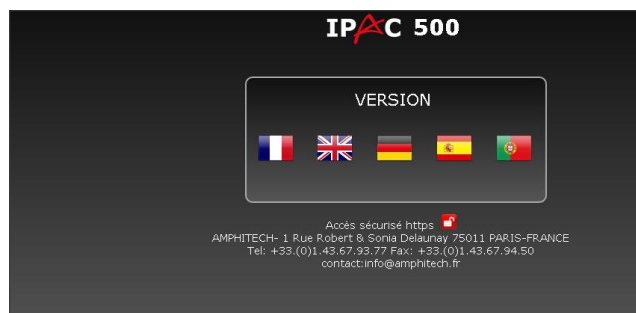 IPAC 500
VERSION
Accès sécurisé https
AMPHITECH- 1 Rue Robert & Sonia Delaunay 75011 PARIS-FRANCE
Tel: +33.(0)1.43.67.93.77 Fax: +33.(0)1.43.67.94.50
contact:info@amphitech.fr